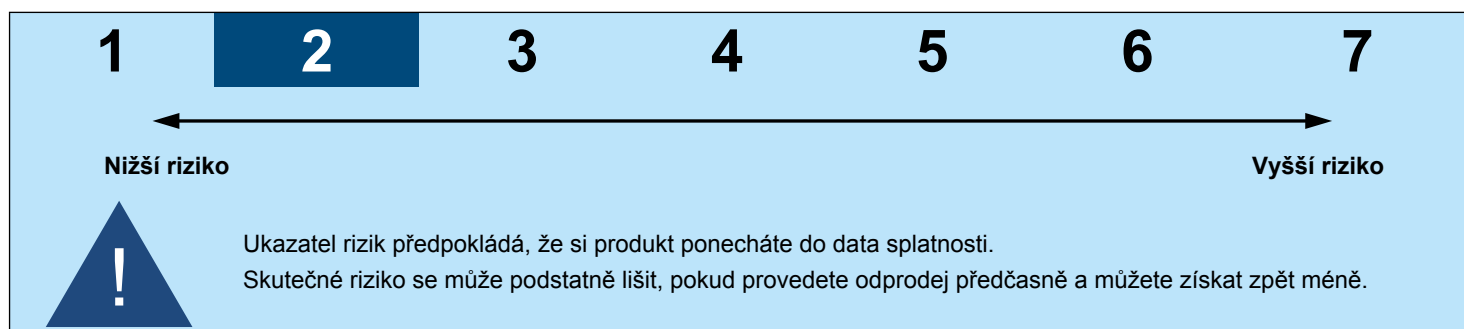 1 2 3 4 5 6 7
Nižší riziko Vyšší riziko
!
Ukazatel rizik předpokládá, že si produkt ponecháte do data splatnosti.
Skutečné riziko se může podstatně lišit, pokud provedete odprodej předčasně a můžete získat zpět méně.